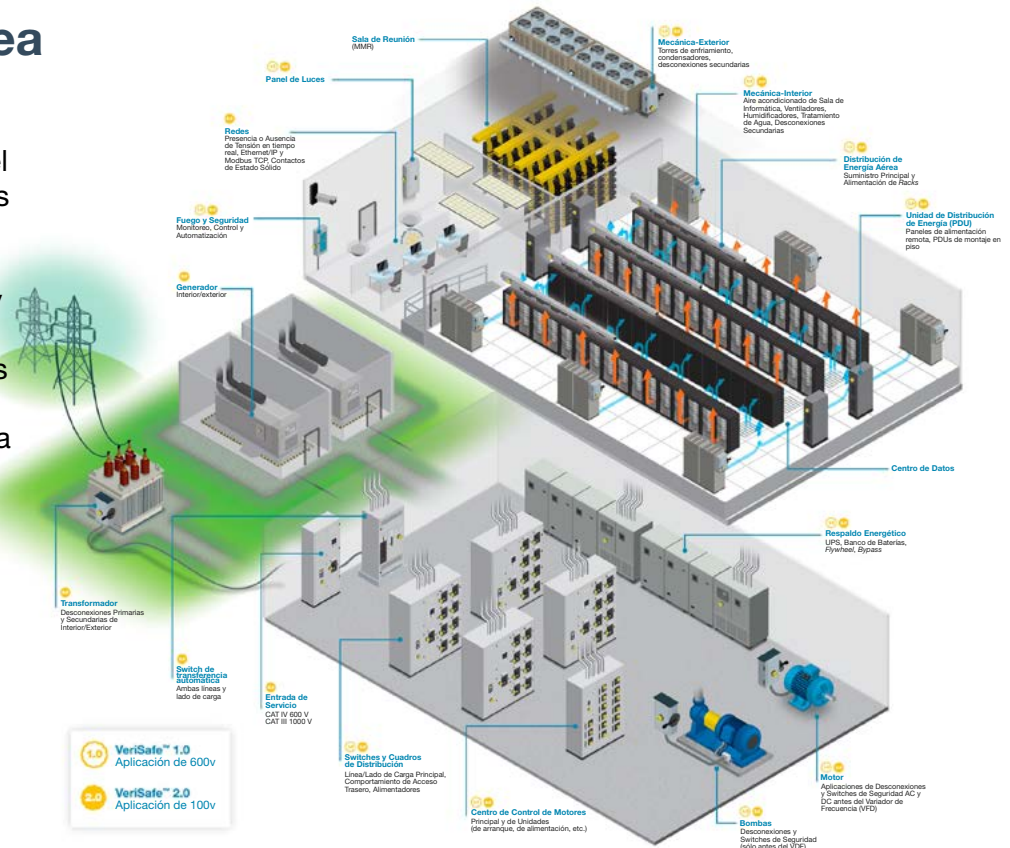 ea
el
s
y
s
a
Sala de Reunión
(MMR)
Panel de Luces
Redes
Presencia o Ausencia
de Tensión en tiempo
real, Ethernet/IP y
Modbus TCP, Contactos
de Estado Sólido
Fuego y Seguridad
Monitoreo, Control y
Automatización
Generador
Interior/exterior
Mecánica-Exterior
Torres de enfriamiento,
condensadores,
desconexiones secundarias
Mecánica-Interior
Aire acondicionado de Sala de
Informática, Ventiladores,
Humidificadores, Tratamiento
de Agua, Desconexiones
Secundarias
Distribución de
Energía Aérea
Suministro Principal y
Alimentación de Racks
Unidad de Distribución
de Energía (PDU)
Paneles de alimentación
remota, PDUs de montaje en
piso
Centro de Datos
Respaldo Energético
UPS, Banco de Baterías,
Flywheel, Bypass
Transformador
Desconexiones Primarias
y Secundarias de
Interior/Exterior
Switch de
transferencia
automática
Ambas líneas y
lado de carga
Entrada de
Servicio
CAT IV 600 V
CAT III 1000 V
Switches y Cuadros
de Distribución
Línea/Lado de Carga Principal,
Comportamiento de Acceso
Trasero, Alimentadores
Centro de Control de Motores
Principal y de Unidades
(de arranque, de alimentación, etc.)
Bombas
Desconexiones y
Switches de Seguridad
(sólo antes del VDF)
Motor
Aplicaciones de Desconexiones
y Switches de Seguridad AC y
DC antes del Variador de
Frecuencia (VFD)
1.0 VeriSafe™ 1.0
Aplicación de 600v
2.0 VeriSafe™ 2.0
Aplicación de 100v